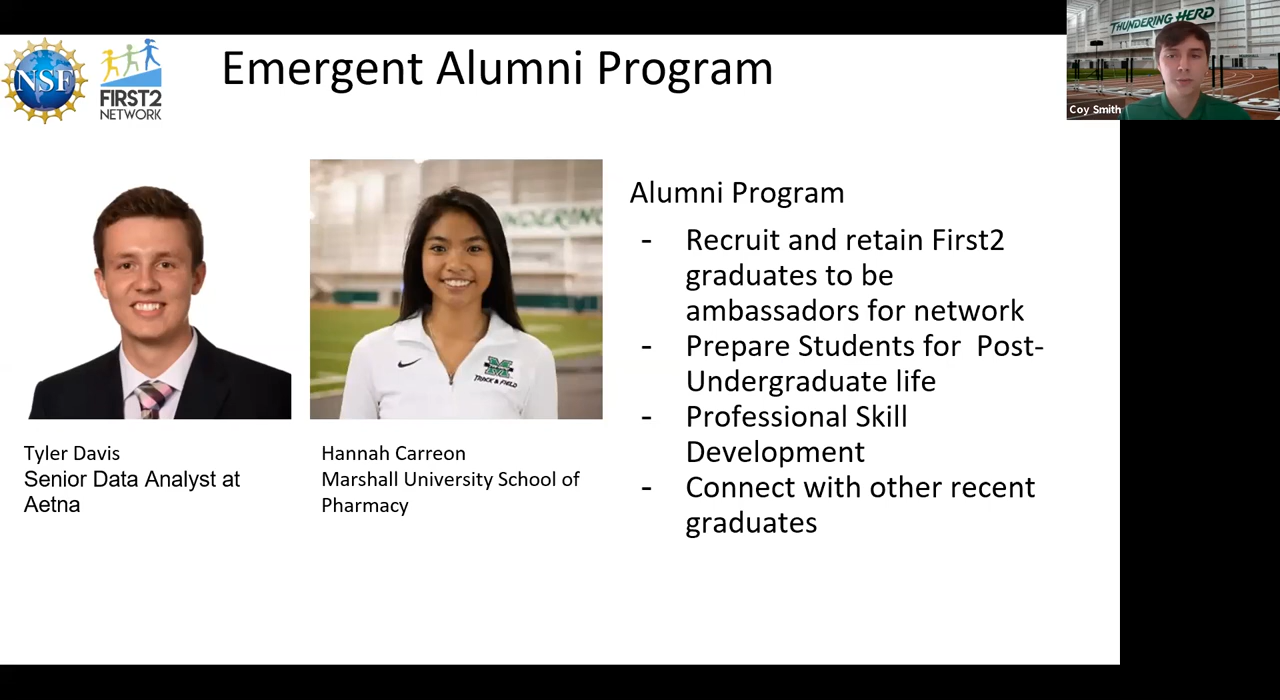 THUNDERING HERD
Coy Smith
NSF
FIRST2
NETWORK
Emergent Alumni Program
THUNDERING
M
TRACK & FIELD
Tyler Davis
Senior Data Analyst at
Aetna
Hannah Carreon
Marshall University School of
Pharmacy
Alumni Program
- Recruit and retain First2
graduates to be
ambassadors for network
- Prepare Students for  Post-
Undergraduate life
- Professional Skill
Development
- Connect with other recent
graduates